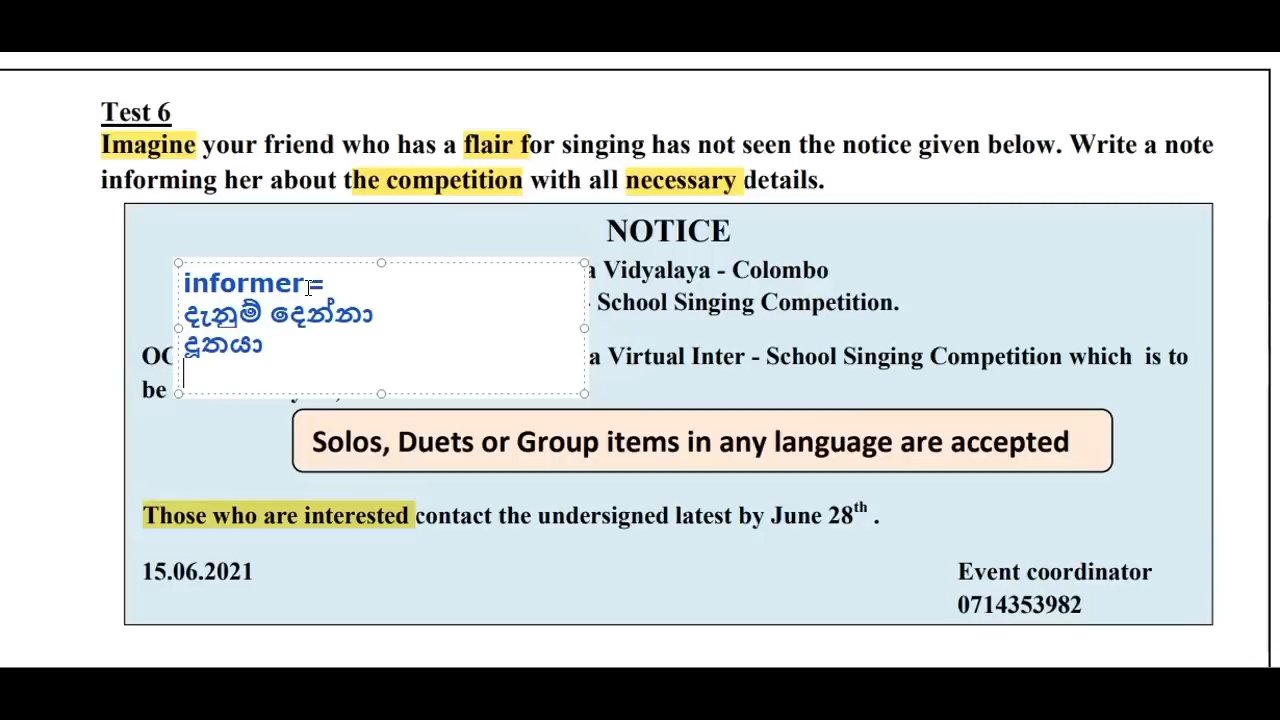 Test 6
Imagine your friend who has a flair for singing has not seen the notice given below. Write a note
informing her about the competition with all necessary details.
NOTICE
a Vidyalaya - Colombo
- School Singing Competition.
informer=
දැනුම් දෙන්නා
දූතයා
OC a Virtual Inter - School Singing Competition which is to
be
Solos, Duets or Group items in any language are accepted
Those who are interested contact the undersigned latest by June 28th .
15.06.2021 Event coordinator
0714353982